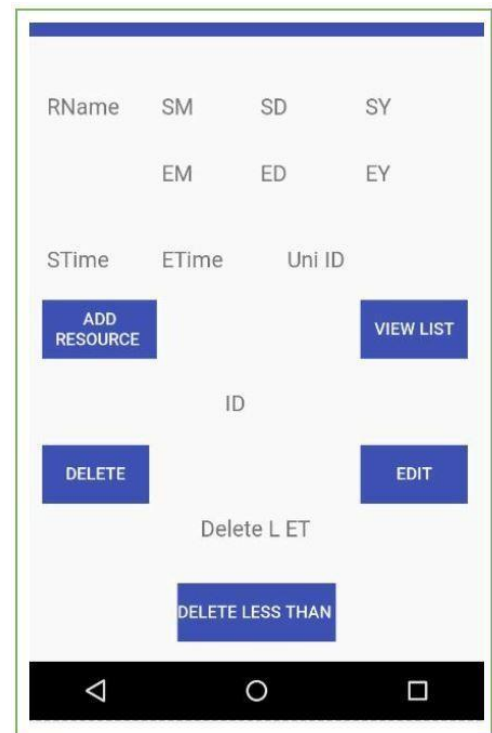 RName SM SD SY
EM ED EY
STime ETime Uni ID
ADD
RESOURCE
VIEW LIST
ID
DELETE EDIT
Delete L ET
DELETE LESS THAN